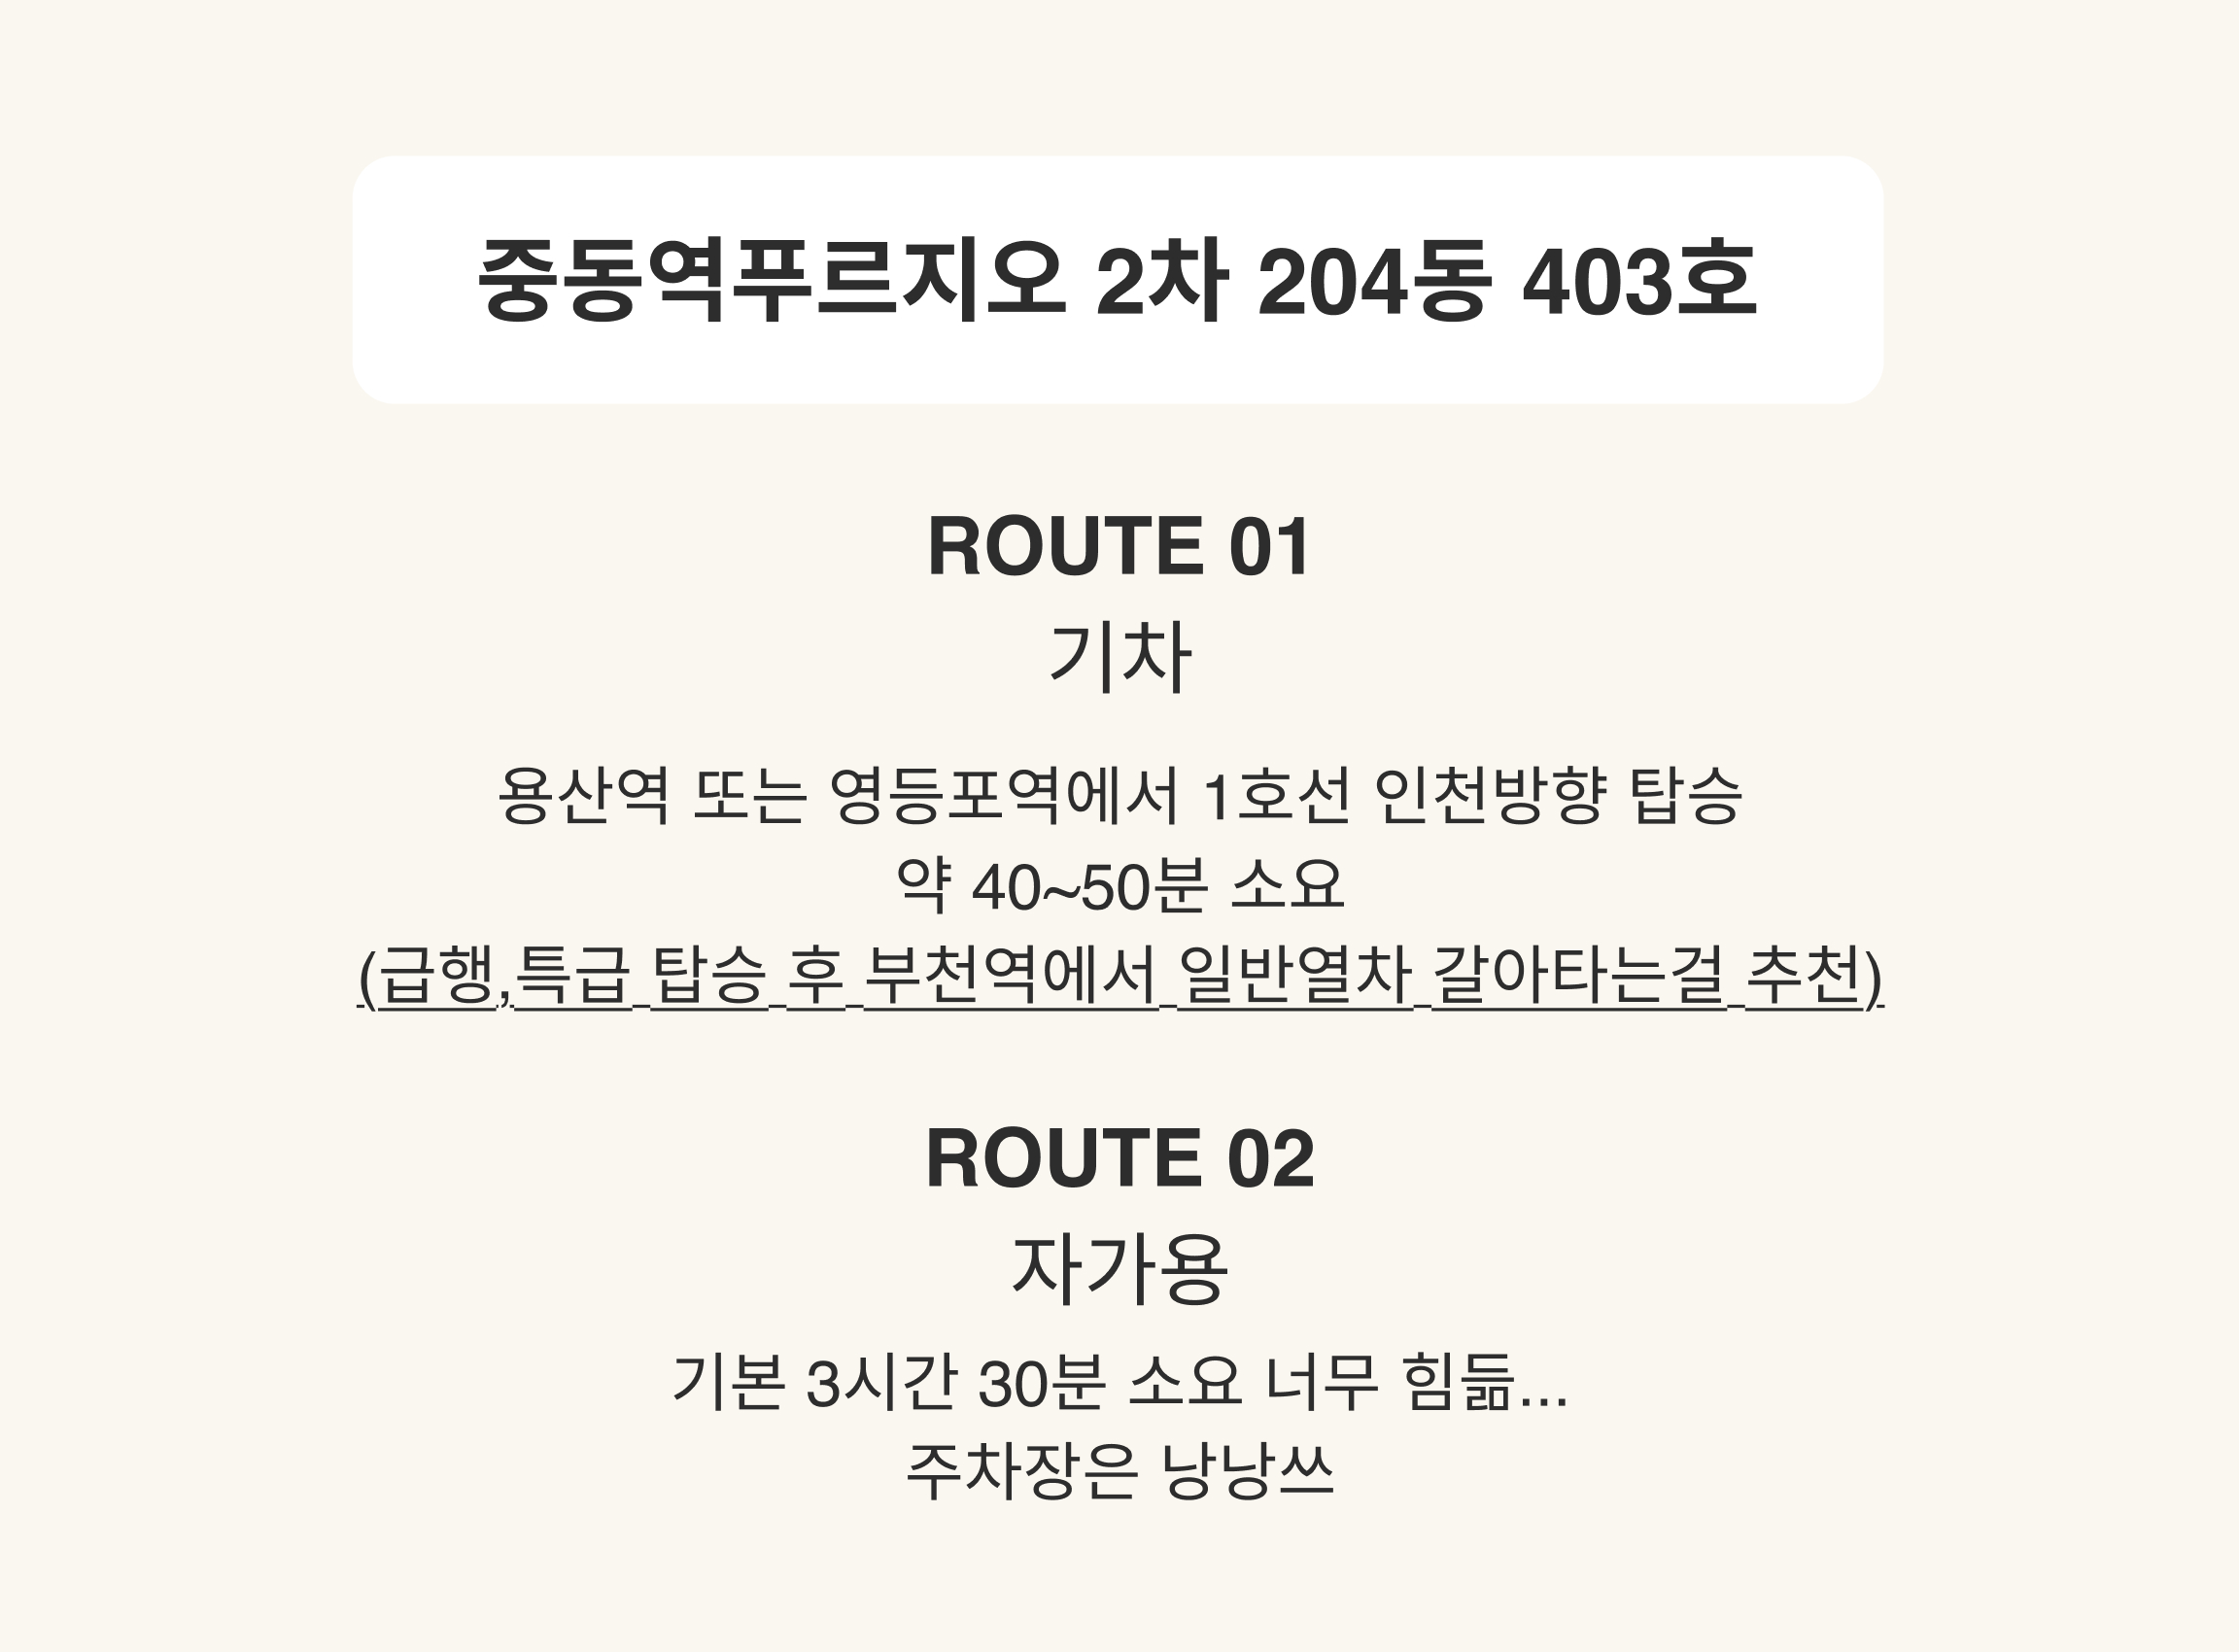 중동역푸르지오 2차 204동 403호
ROUTE 01
기차
용산역 또는 영등포역에서 1호선 인천방향 탑승
약 40~50분 소요
(급행,특급 탑승 후 부천역에서 일반열차 갈아타는걸 추천)
ROUTE 02
자가용
기본 3시간 30분 소요 너무 힘듦...
주차장은 낭낭쓰